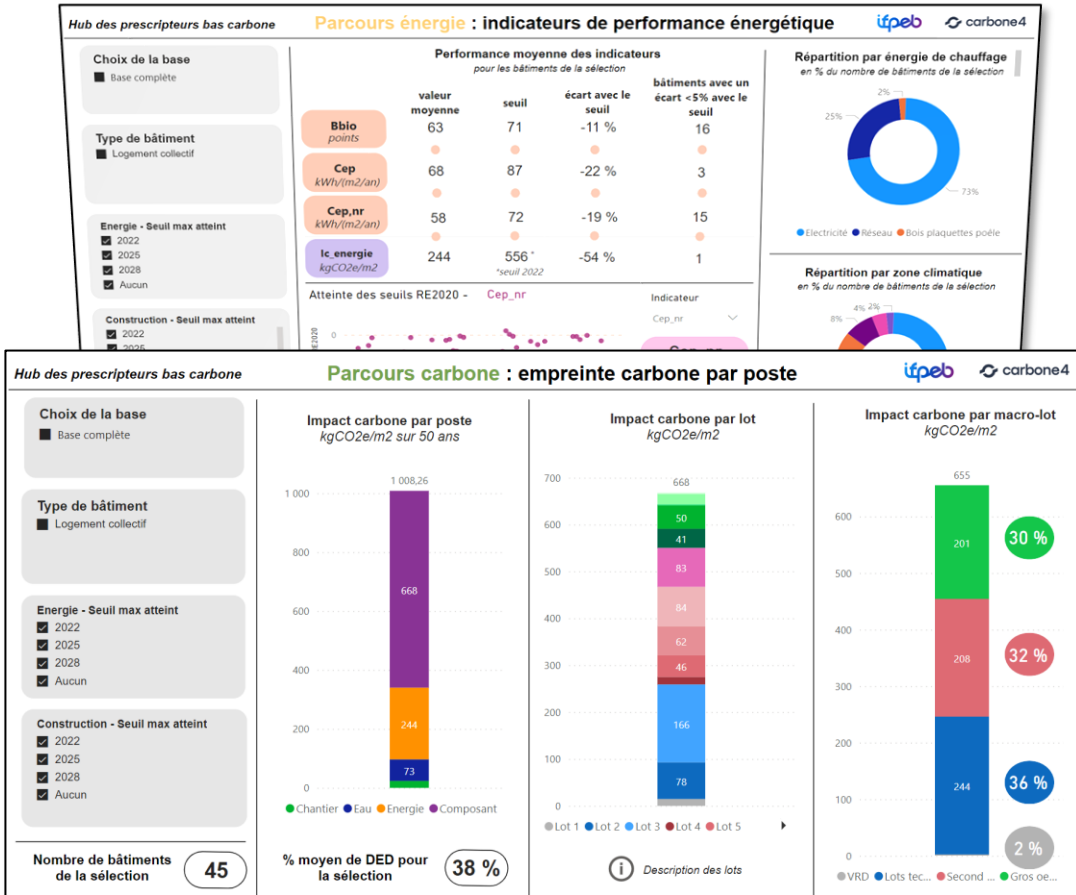 Hub des prescripteurs bas carbone
Parcours énergie : indicateurs de performance énergétique
ifpeb
carbone4
Choix de la base
Base complète
Type de bâtiment
Logement collectif
Energie - Seuil max atteint
2022
2025
2028
Aucun
Construction - Seuil max atteint
2022
2025
Performance moyenne des indicateurs
pour les bâtiments de la sélection
valeur moyenne
seuil
écart avec le seuil
bâtiments avec un écart <5% avec le seuil
Bbio
points
63 71 -11 % 16
Cep
kWh/(m2/an)
68 87 -22 % 3
Cep,nr
kWh/(m2/an)
58 72 -19 % 15
Ic_energie
kgCO2e/m2
244 556 * -54 % 1
*seuil 2022
Atteinte des seuils RE2020 - Cep_nr
Indicateur
Cep_nr
0
Répartition par énergie de chauffage
en % du nombre de bâtiments de la sélection
2%
25%
73%
Electricité Réseau Bois plaquettes poêle
Répartition par zone climatique
en % du nombre de bâtiments de la sélection
4% 2%
8%
Hub des prescripteurs bas carbone
Parcours carbone : empreinte carbone par poste
ifpeb
carbone4
Choix de la base
Base complète
Type de bâtiment
Logement collectif
Energie - Seuil max atteint
2022
2025
2028
Aucun
Construction - Seuil max atteint
2022
2025
2028
Aucun
Nombre de bâtiments
de la sélection
45
Impact carbone par poste
kgCO2e/m2 sur 50 ans
1 008,26
1 000
800
600
400
200
0
668
244
73
Chantier Eau Energie Composant
% moyen de DED pour
la sélection
38 %
Impact carbone par lot
kgCO2e/m2
700
600
500
400
300
200
100
0
668
50
41
83
84
62
46
166
78
Lot 1 Lot 2 Lot 3 Lot 4 Lot 5
i
Description des lots
Impact carbone par macro-lot
kgCO2e/m2
655
600
500
400
300
200
100
0
201
208
244
30 %
32 %
36 %
2 %
VRD Lots tec... Second ... Gros oe...